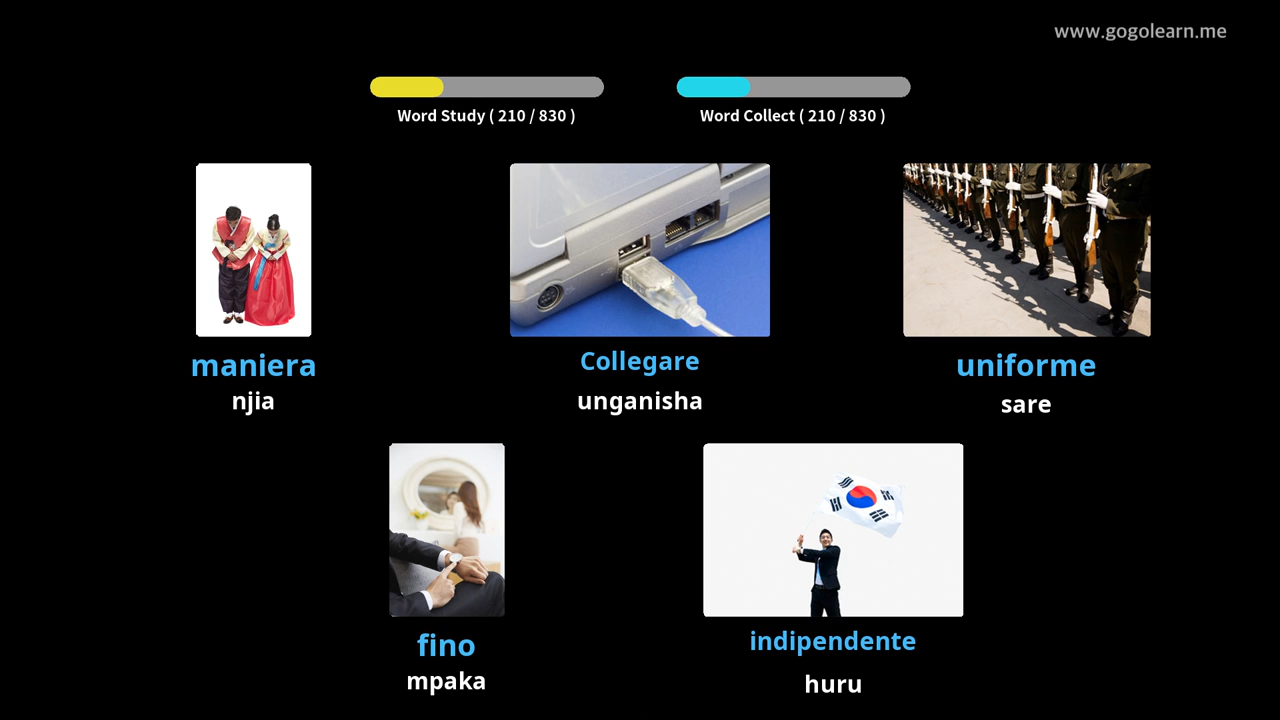 www.gogolearn.me
Word Study ( 210 / 830 )
Word Collect ( 210 / 830 )
maniera
njia
Collegare
unganisha
uniforme
sare
fino
mpaka
indipendente
huru